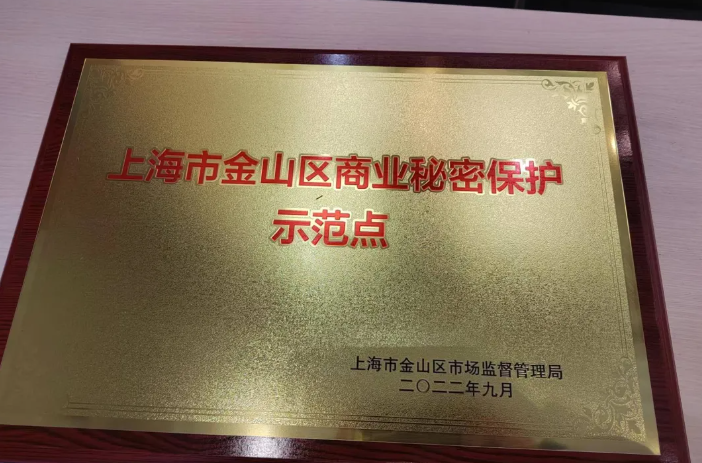 上海市金山区商业秘密保护
示范点
上海市金山区市场监督管理局
二〇二二年九月